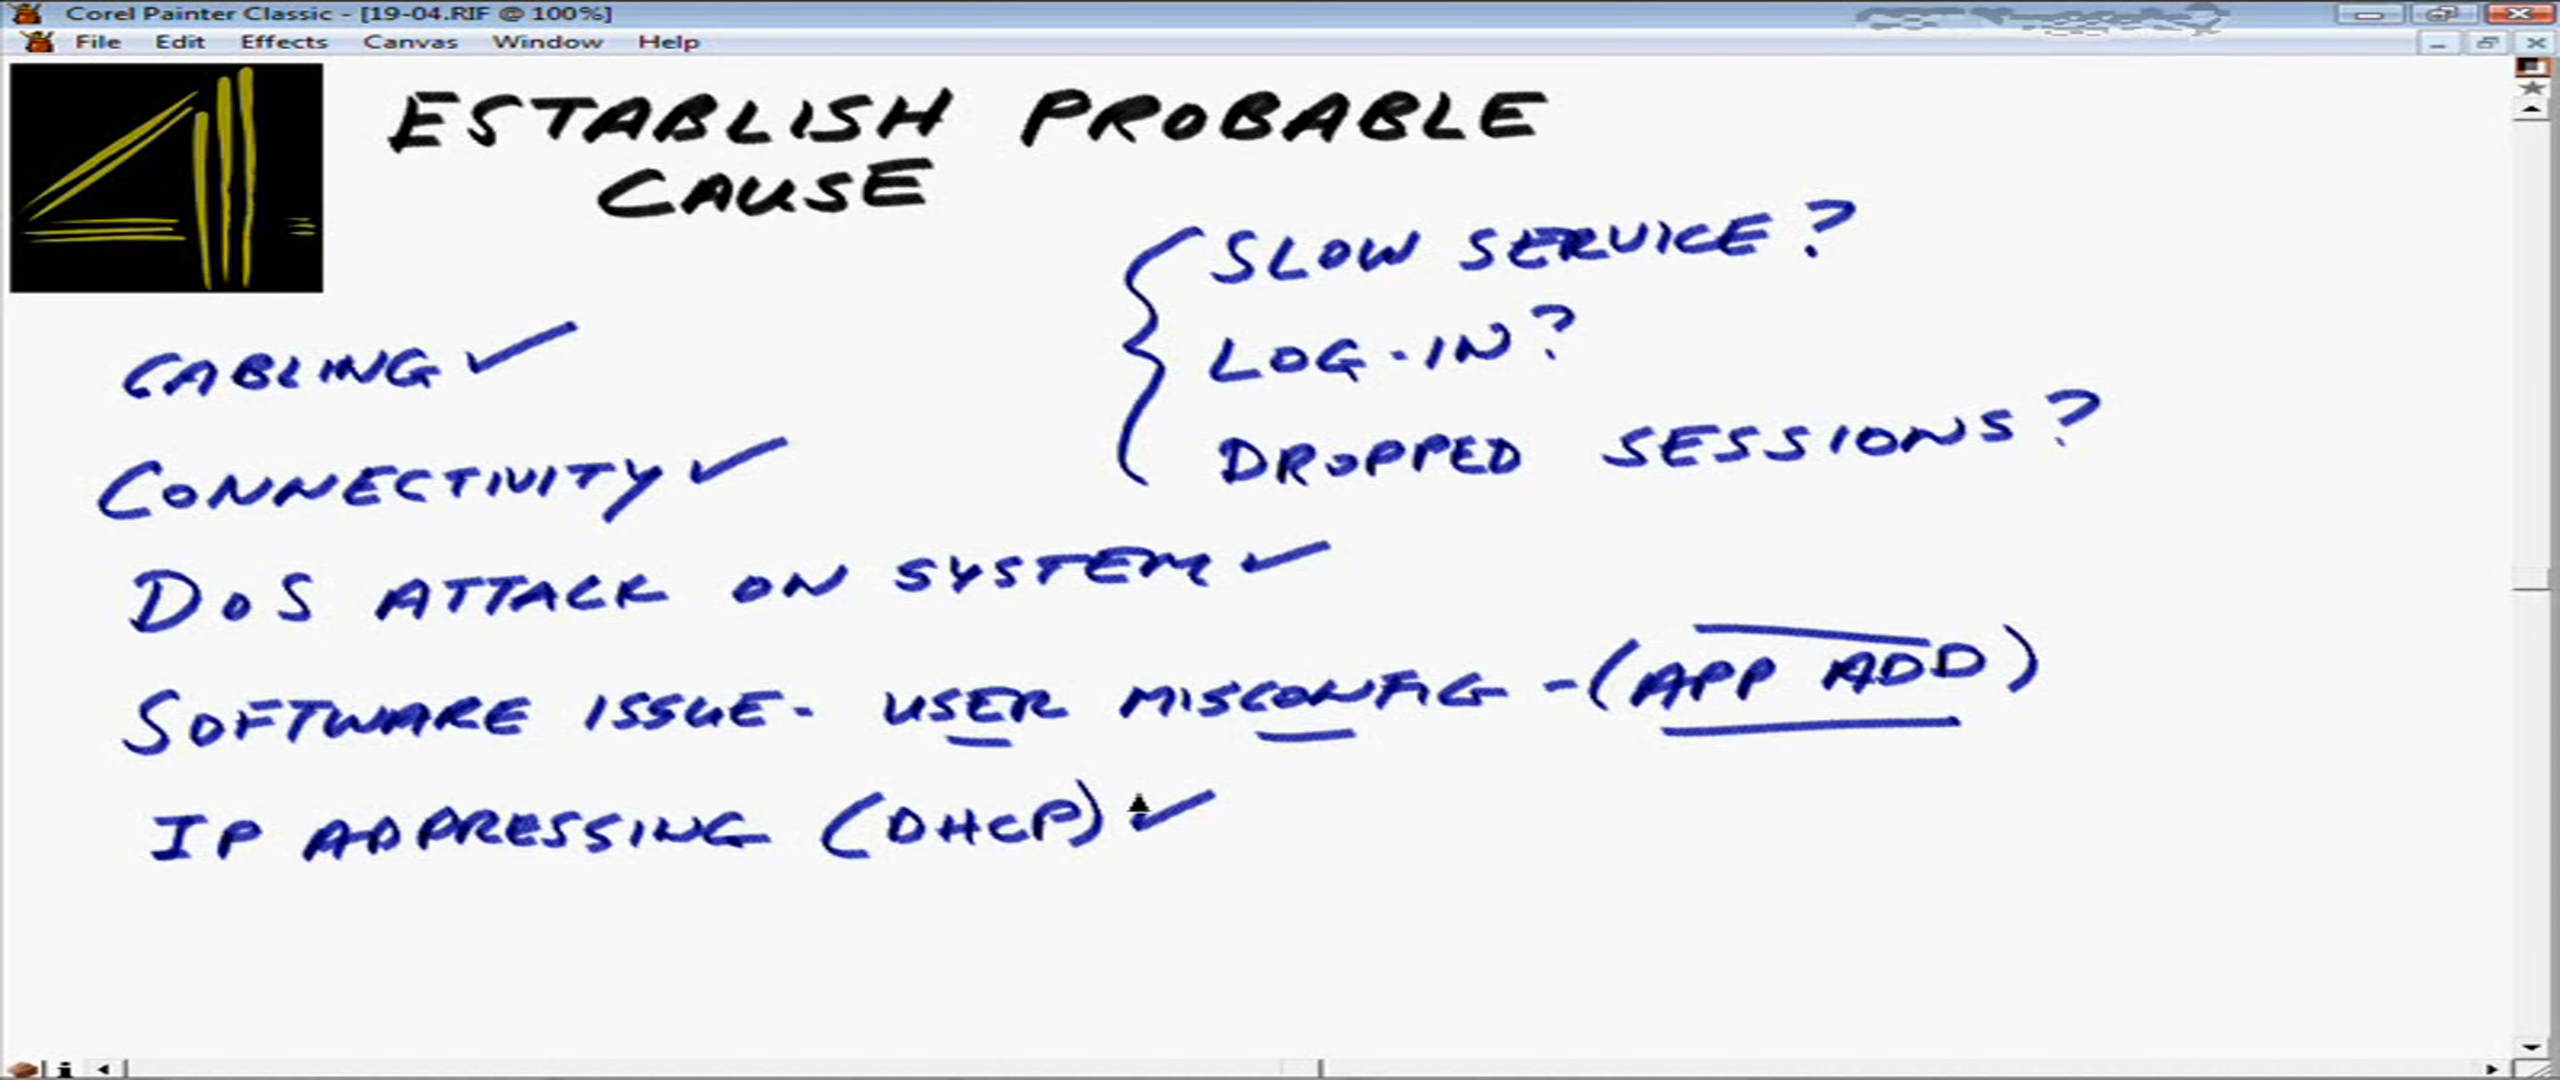 Corel Painter Classic - [19-04.RIF @ 100%]
File Edit Effects Canvas Window Help
ESTABLISH PROBABLE
CAUSE
SLOW SERVICE?
LOG-IN?
DROPPED SESSIONS?
CABLING ✓
CONNECTIVITY ✓
DoS ATTACK ON SYSTEM ✓
SOFTWARE ISSUE- USER MISCONFIG -(APP ADD)
IP ADDRESSING (DHCP) ✓